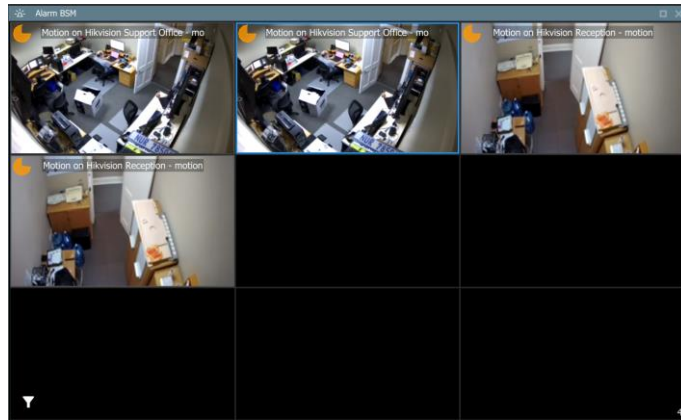 Alarm BSM
Motion on Hikvision Support Office - mo
Motion on Hikvision Support Office - mo
Motion on Hikvision Reception - motion
Motion on Hikvision Reception - motion
4